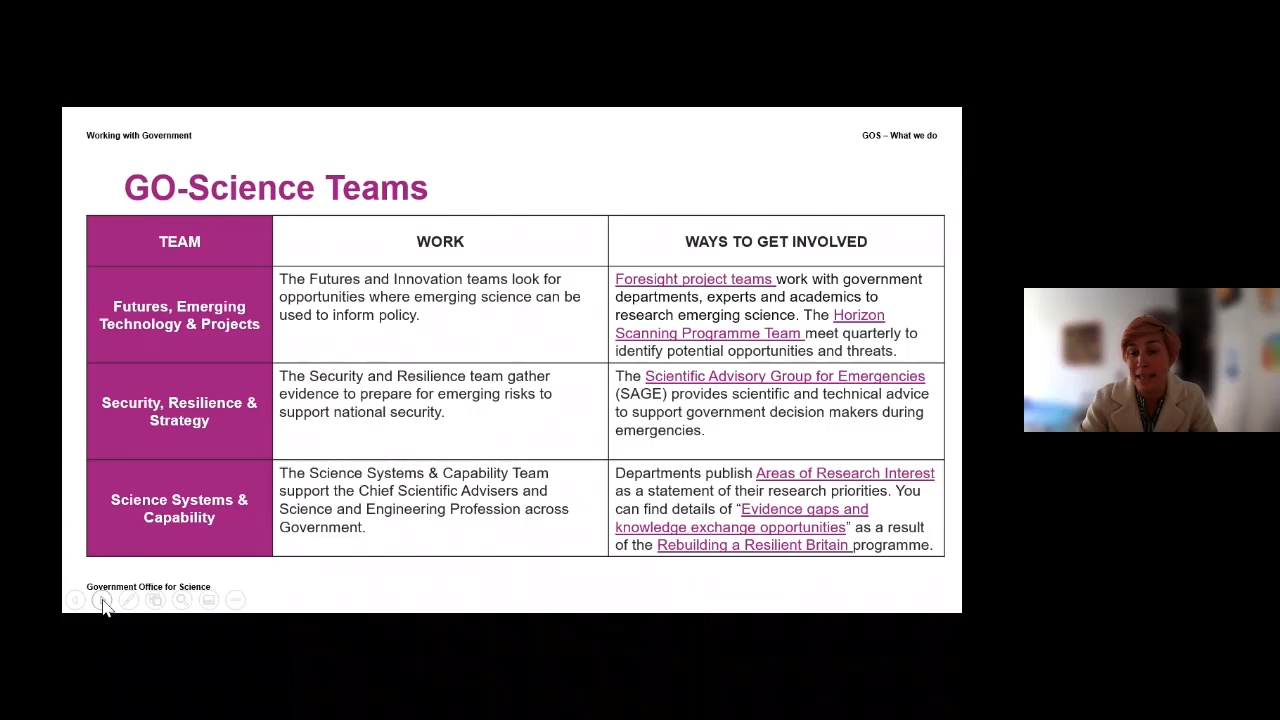 Working with Government
GOS – What we do
GO-Science Teams
TEAM
WORK
WAYS TO GET INVOLVED
Futures, Emerging
Technology & Projects
The Futures and Innovation teams look for
opportunities where emerging science can be
used to inform policy.
Foresight project teams work with government
departments, experts and academics to
research emerging science. The Horizon
Scanning Programme Team meet quarterly to
identify potential opportunities and threats.
Security, Resilience &
Strategy
The Security and Resilience team gather
evidence to prepare for emerging risks to
support national security.
The Scientific Advisory Group for Emergencies
(SAGE) provides scientific and technical advice
to support government decision makers during
emergencies.
Science Systems &
Capability
The Science Systems & Capability Team
support the Chief Scientific Advisers and
Science and Engineering Profession across
Government.
Departments publish Areas of Research Interest
as a statement of their research priorities. You
can find details of “Evidence gaps and
knowledge exchange opportunities” as a result
of the Rebuilding a Resilient Britain programme.
Government Office for Science